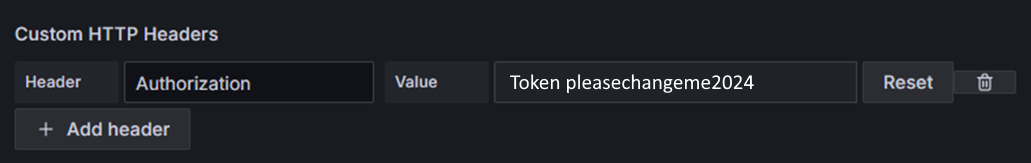 Custom HTTP Headers
Header Authorization Value Token pleasechangeme2024 Reset
+ Add header